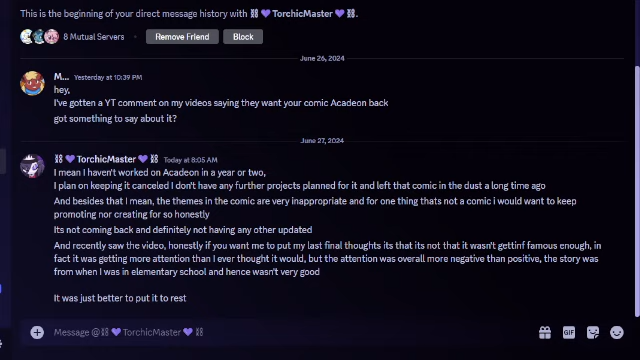 This is the beginning of your direct message history with ⛓ 💜TorchicMaster💜 ⛓.
8 Mutual Servers
Remove Friend
Block
June 26, 2024
M... Yesterday at 10:39 PM
hey,
I've gotten a YT comment on my videos saying they want your comic Acadeon back
got something to say about it?
June 27, 2024
⛓ 💜TorchicMaster💜 ⛓ Today at 8:05 AM
I mean I haven't worked on Acadeon in a year or two,
I plan on keeping it canceled I don't have any further projects planned for it and left that comic in the dust a long time ago
And besides that I mean, the themes in the comic are very inappropriate and for one thing thats not a comic i would want to keep
promoting nor creating for so honestly
Its not coming back and definitely not having any other updated
And recently saw the video, honestly if you want me to put my last final thoughts its that its not that it wasn't gettinf famous enough, in
fact it was getting more attention than I ever thought it would, but the attention was overall more negative than positive, the story was
from when I was in elementary school and hence wasn't very good
It was just better to put it to rest
Message @⛓ 💜TorchicMaster💜 ⛓
GIF